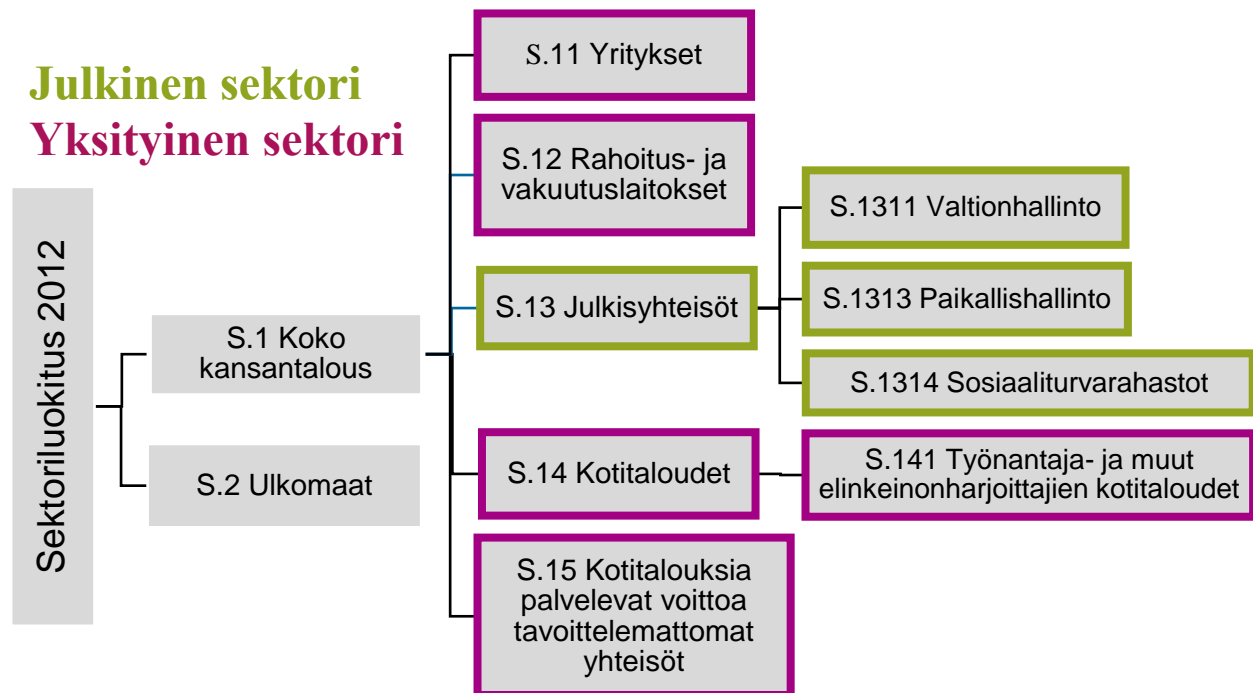 Julkinen sektori
Yksityinen sektori
Sektoriluokitus 2012
S.1 Koko
kansantalous
S.2 Ulkomaat
S.11 Yritykset
S.12 Rahoitus- ja
vakuutuslaitokset
S.13 Julkisyhteisöt
S.14 Kotitaloudet
S.15 Kotitalouksia
palvelevat voittoa
tavoittelemattomat
yhteisöt
S.1311 Valtionhallinto
S.1313 Paikallishallinto
S.1314 Sosiaaliturvarahastot
S.141 Työnantaja- ja muut
elinkeinonharjoittajien kotitaloudet